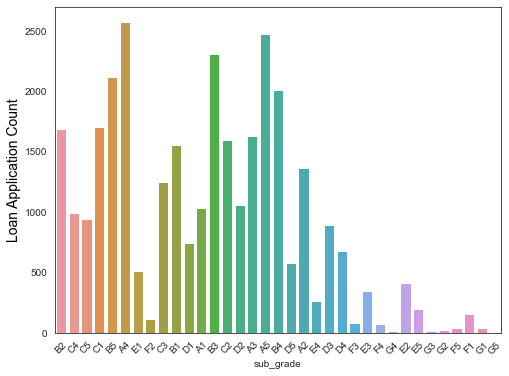 Loan Application Count
2500
2000
1500
1000
500
0
B2 C4 C5 C1 B5 A4 E1 F2 C3 B1 D1 A1 B3 C2 D2 A3 A5 B4 D5 A2 E4 D3 D4 F3 E3 F4 G4 E2 E5 G3 G2 F5 F1 G1 G5
sub_grade